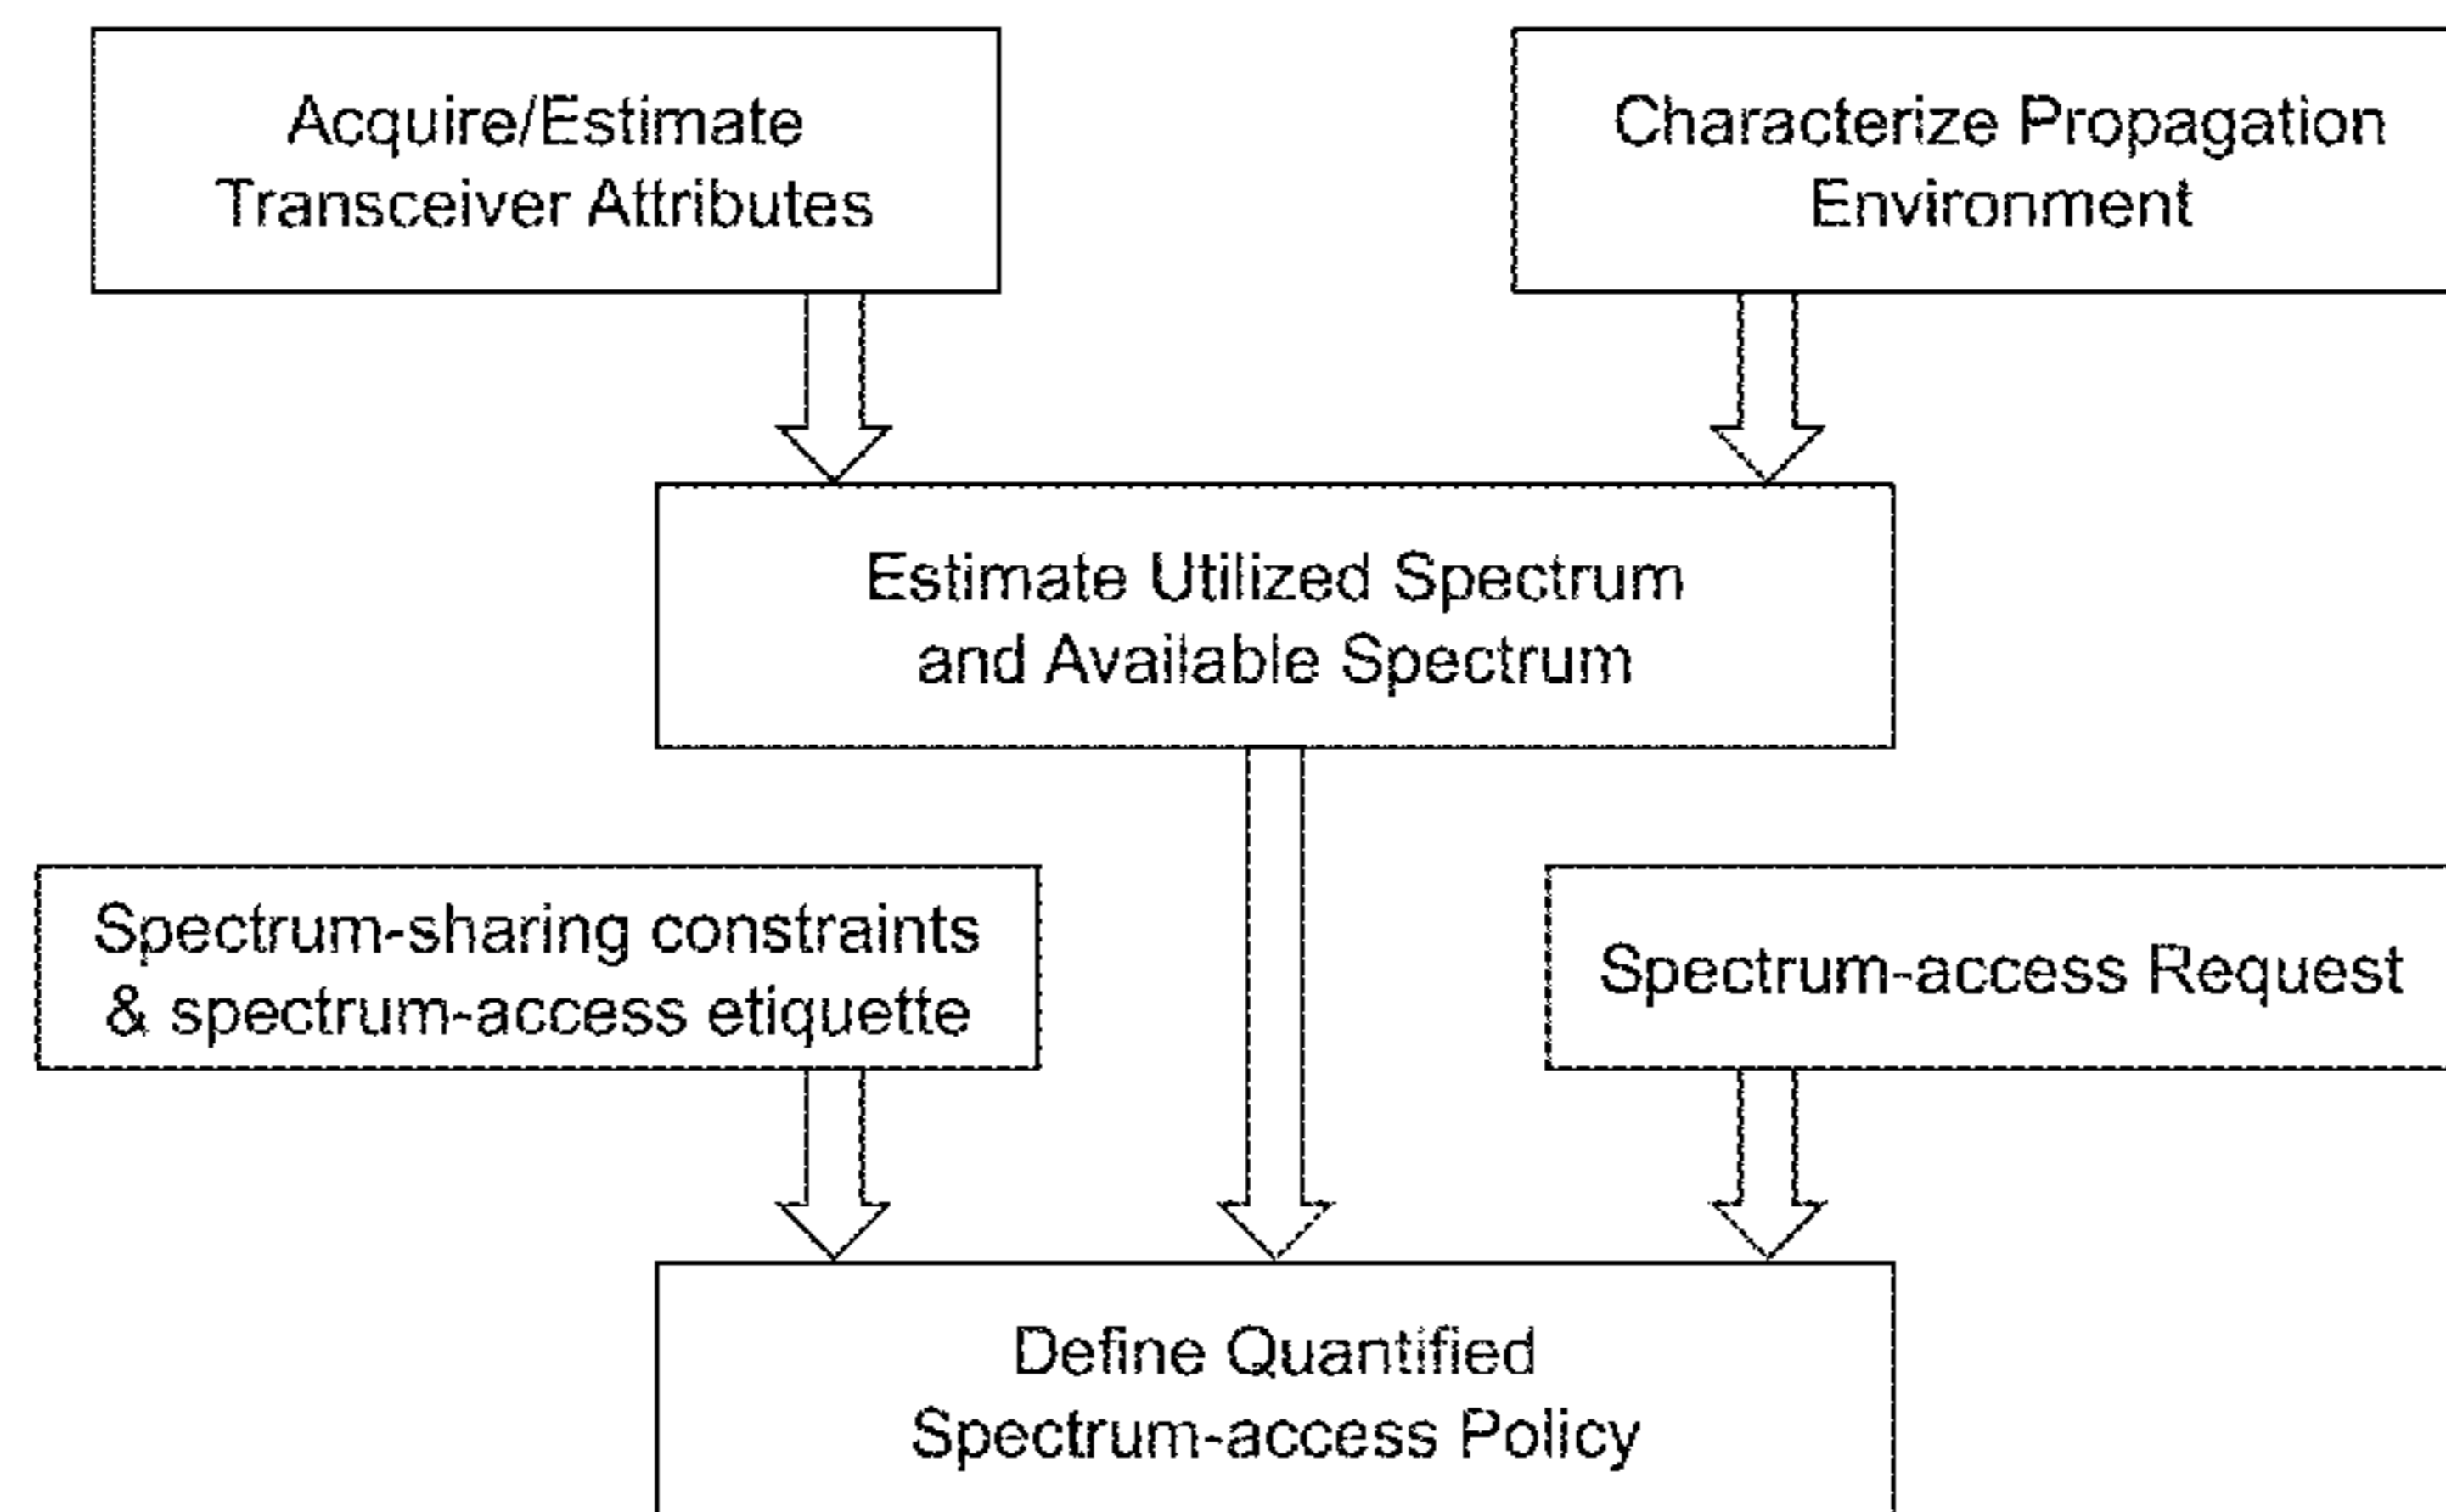 Acquire/Estimate
Transceiver Attributes
Characterize Propagation
Environment
Estimate Utilized Spectrum
and Available Spectrum
Spectrum-sharing constraints
& spectrum-access etiquette
Spectrum-access Request
Define Quantified
Spectrum-access Policy